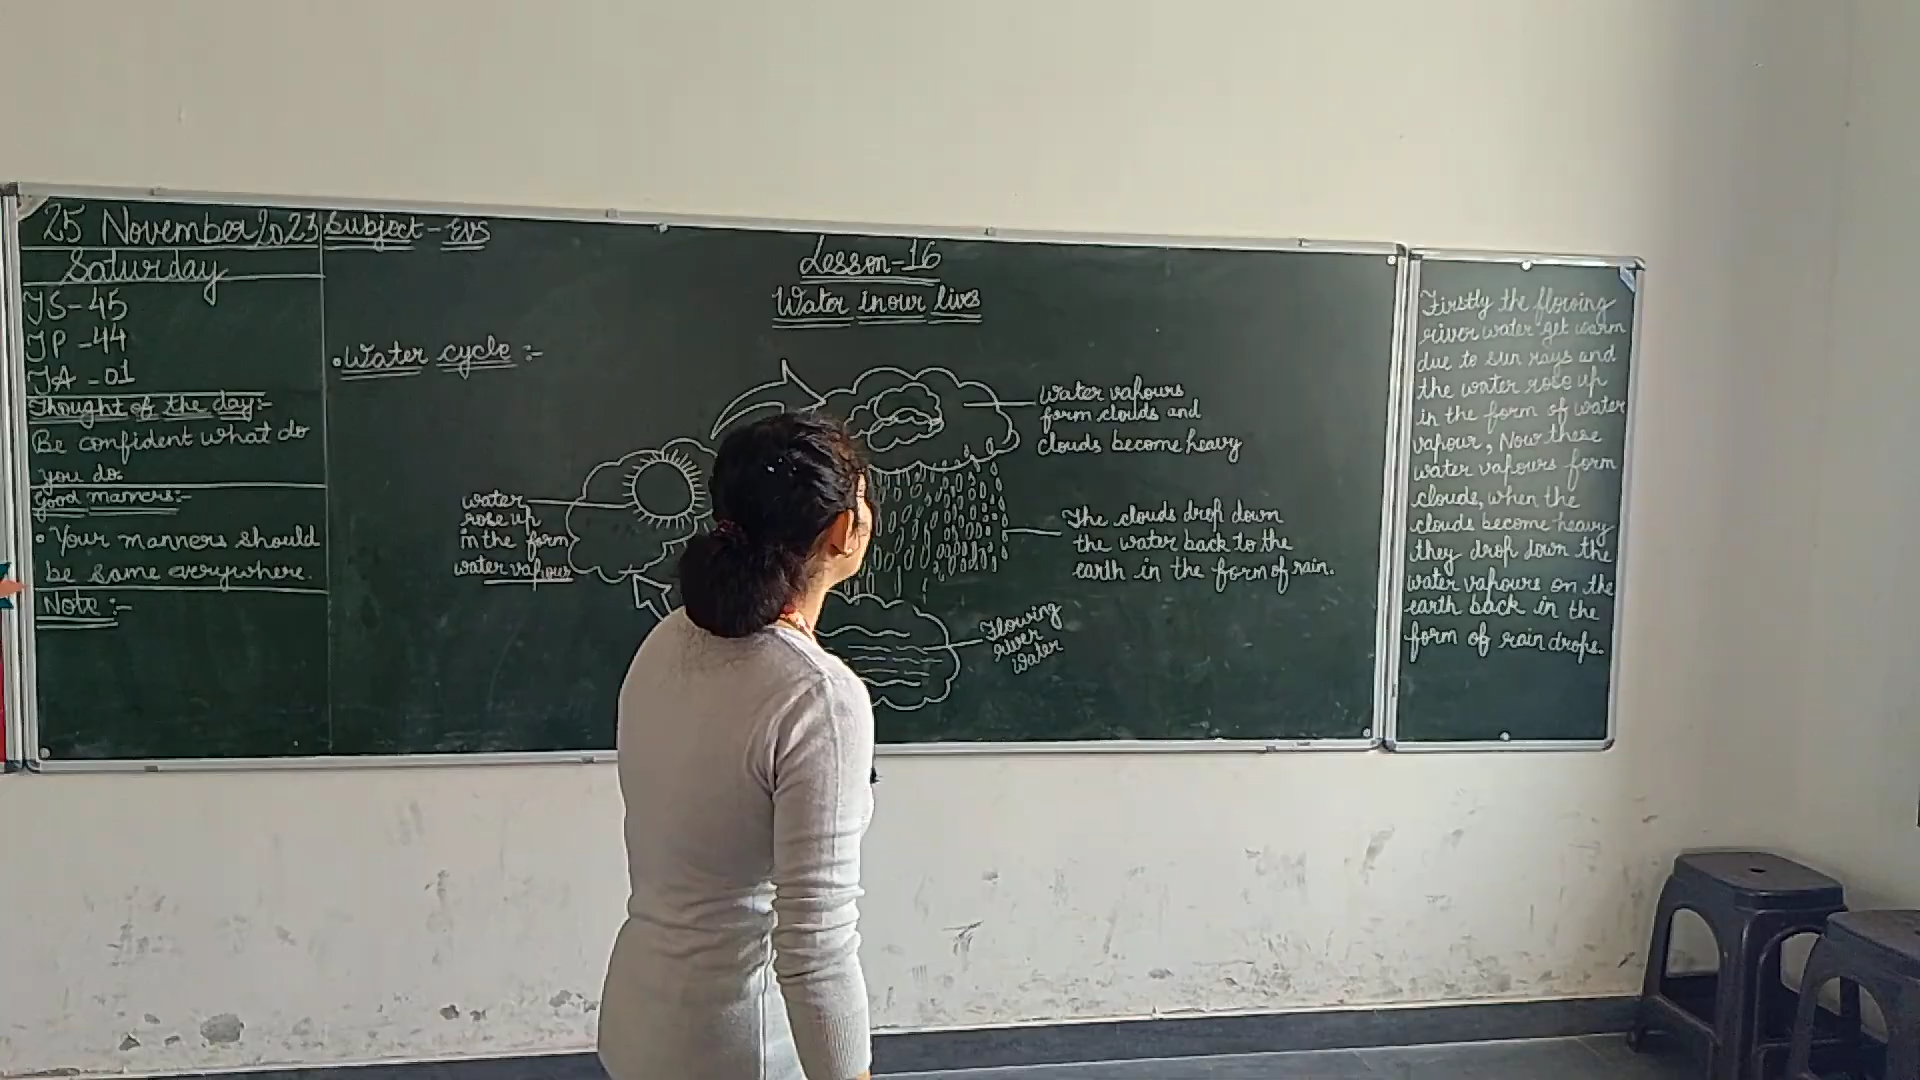 25 November 2023
Saturday
TS-45
TP-44
TA-01
Thought of the day:-
Be confident what do
you do.
Good manners:-
• Your manners should
be same everywhere.
Note:-
Subject- EVS
Lesson-16
Water in our lives
• Water cycle :-
water
rose up
in the form
water vapour
Water vapours
form clouds and
clouds become heavy
The clouds drop down
the water back to the
earth in the form of rain.
Flowing
river
water
Firstly the flowing
river water get warm
due to sun rays and
the water rose up
in the form of water
vapour, Now these
water vapours form
clouds, when the
clouds become heavy
they drop down the
water vapours on the
earth back in the
form of rain drops.